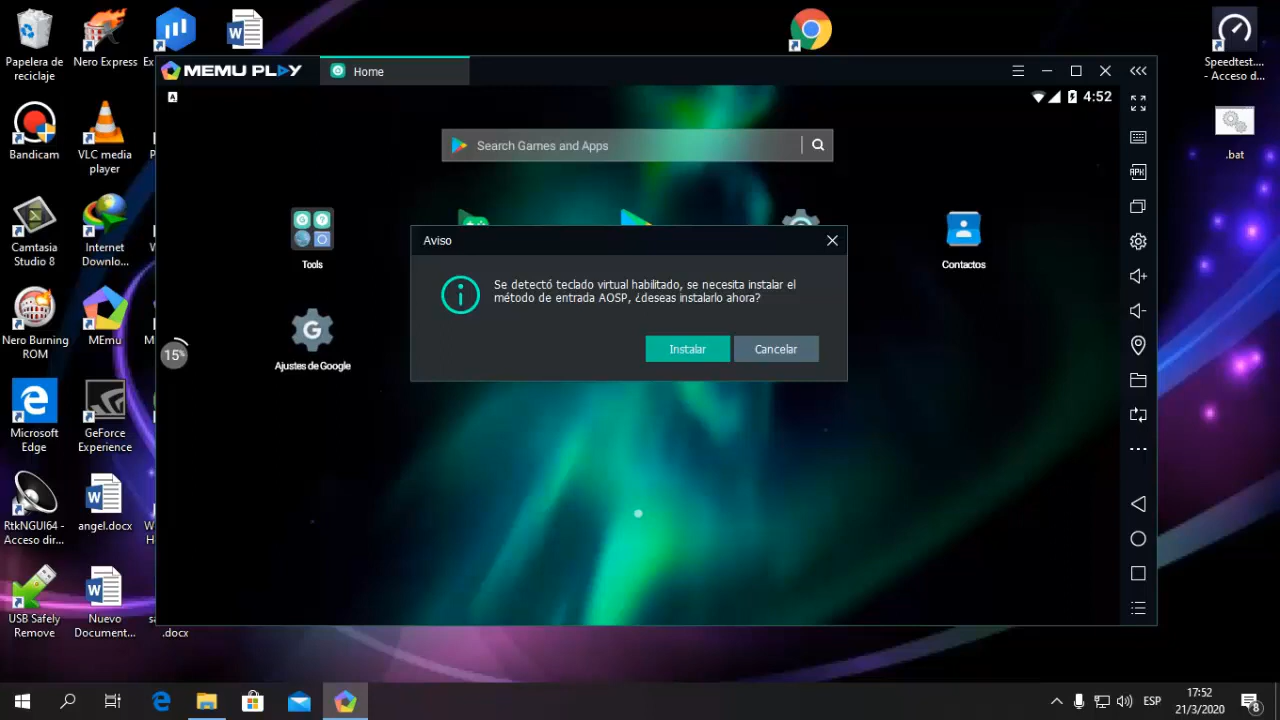 Papelera de
reciclaje
Nero Express
Ex
Speedtest....
- Acceso d...
MEMU PLAY
Home
A
4:52
Search Games and Apps
Bandicam
VLC media
player
P
.bat
APK
Camtasia
Studio 8
Internet
Downlo...
W
Tools
Contactos
Aviso
Se detectó teclado virtual habilitado, se necesita instalar el
método de entrada AOSP, ¿deseas instalarlo ahora?
Instalar
Cancelar
Nero Burning
ROM
MEmu
M
15%
G
Ajustes de Google
Microsoft
Edge
GeForce
Experience
RtkNGUI64 -
Acceso dir...
angel.docx
W
H
USB Safely
Remove
Nuevo
Document...
s
.docx
ESP
17:52
21/3/2020
8